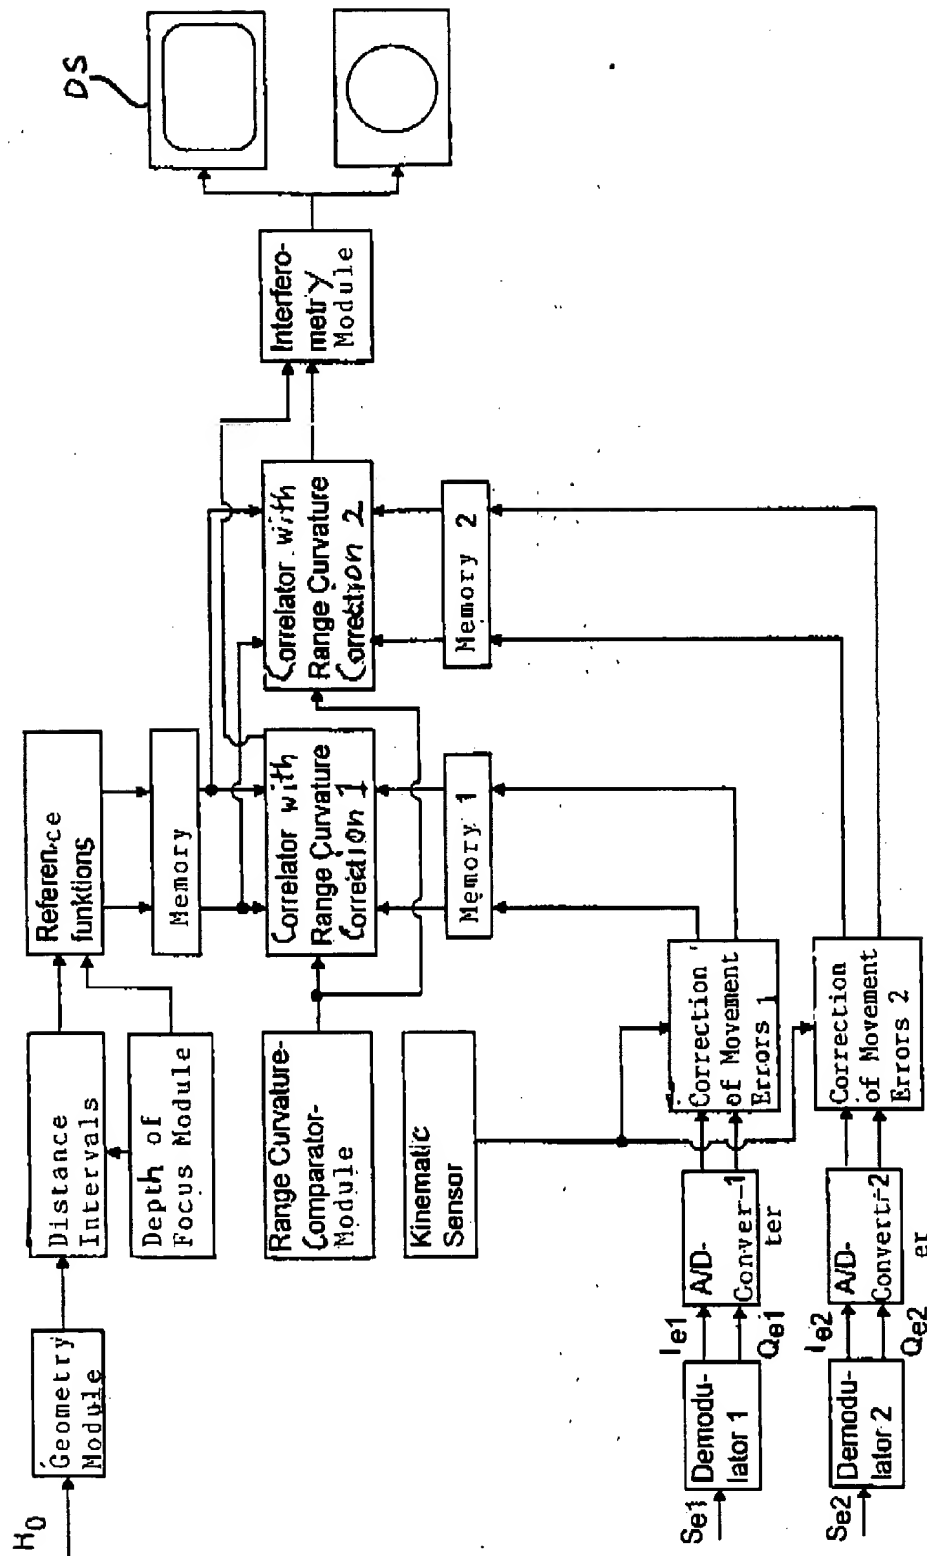 H0
Geometry
Module
Distance
Intervals
Reference
funktions
Depth of
Focus Module
Memory
DS
Range Curvature-
Comparator-
Module
Correlator with
Range Curvature
Correction 1
Correlator with
Range Curvature
Correction 2
Interfero-
metry
Module
Kinematic
Sensor
Memory 1
Memory 2
Se1
Demodu-
lator 1
Ie1
Qe1
A/D-
Conver-1
ter
Correction
of Movement
Errors 1
Se2
Demodu-
lator 2
Ie2
Qe2
A/D-
Convert-2
er
Correction
of Movement
Errors 2